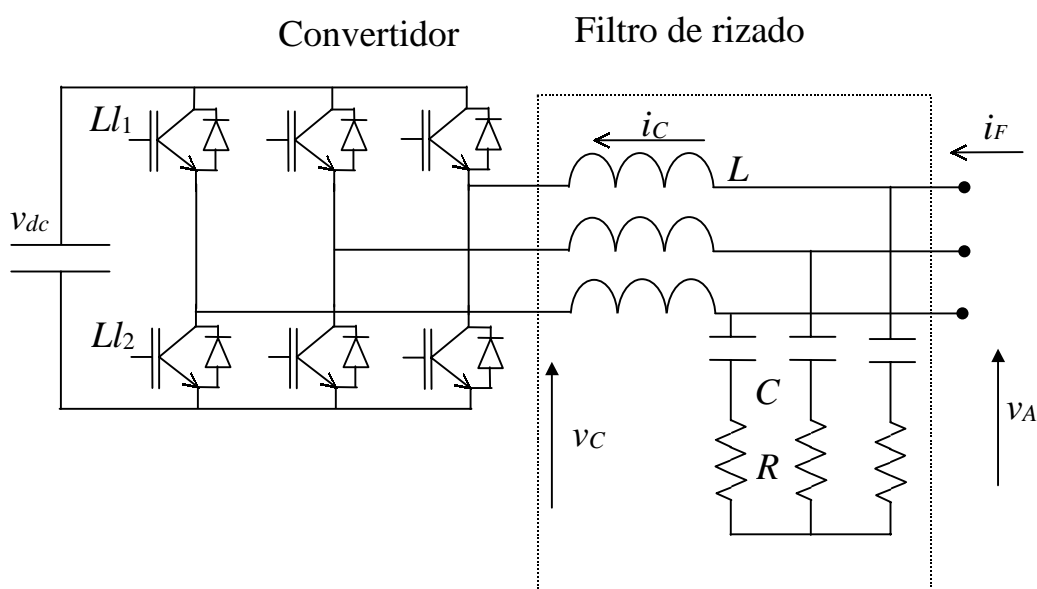 Convertidor
Filtro de rizado
Ll1
iC
iF
L
vdc
Ll2
C
vC
vA
R